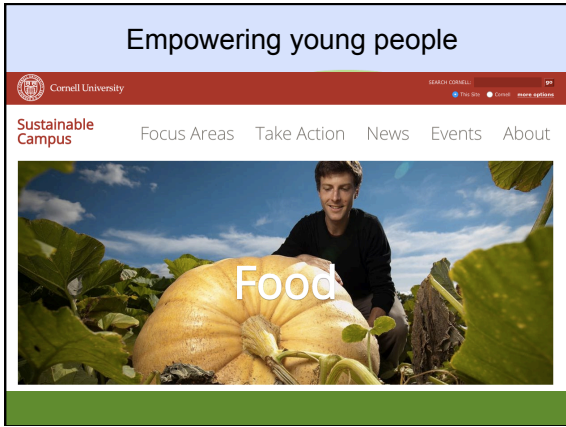 Empowering young people
Cornell University
SEARCH CORNELL:
go
This Site Cornell more options
Sustainable
Campus
Focus Areas Take Action News Events About
Food